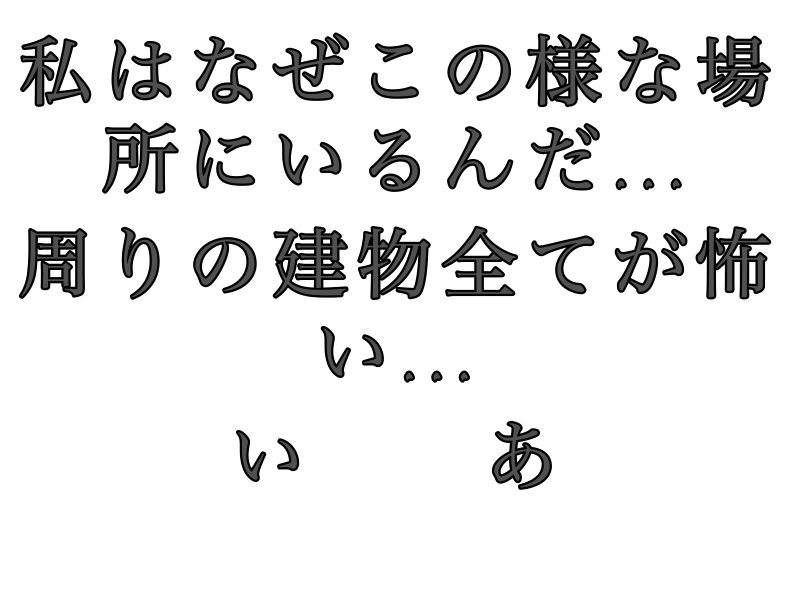 私はなぜこの様な場
所にいるんだ...
周りの建物全てが怖
い...
い　　あ